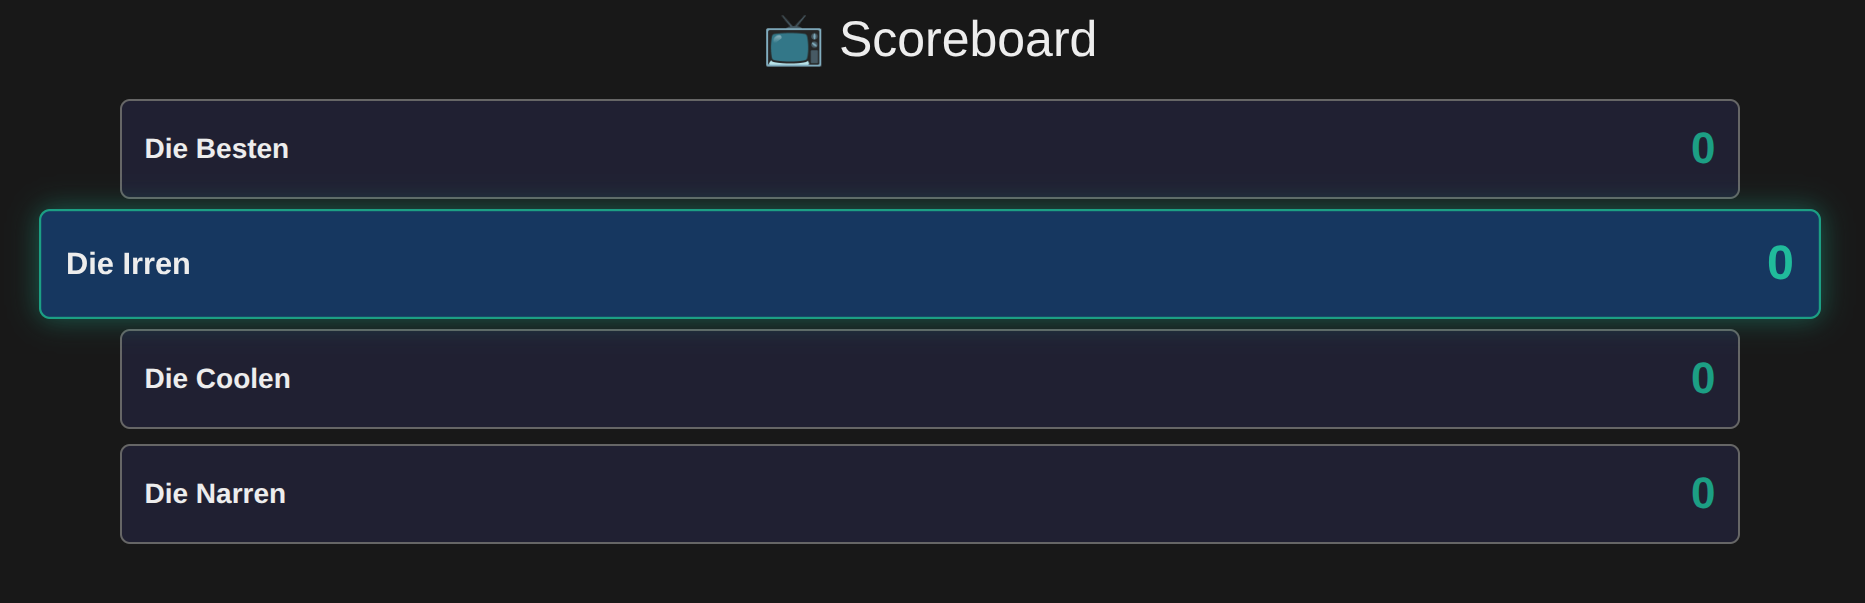 📺 Scoreboard
Die Besten 0
Die Irren 0
Die Coolen 0
Die Narren 0